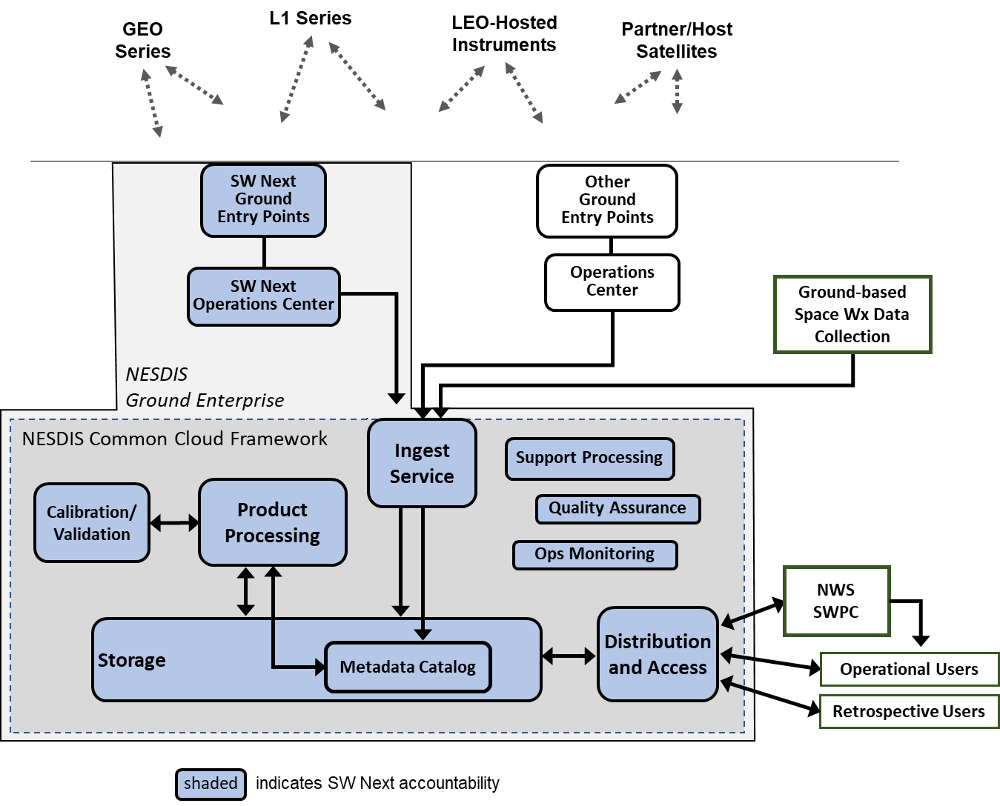 GEO
Series
L1 Series
LEO-Hosted
Instruments
Partner/Host
Satellites
SW Next
Ground
Entry Points
Other
Ground
Entry Points
SW Next
Operations Center
Operations
Center
Ground-based
Space Wx Data
Collection
NESDIS
Ground Enterprise
NESDIS Common Cloud Framework
Ingest
Service
Support Processing
Calibration/
Validation
Product
Processing
Quality Assurance
Ops Monitoring
NWS
SWPC
Storage
Metadata Catalog
Distribution
and Access
Operational Users
Retrospective Users
shaded
indicates SW Next accountability